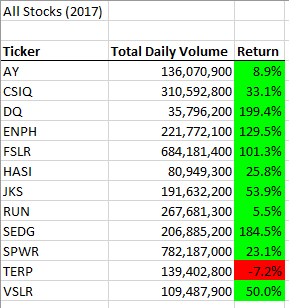 All Stocks (2017)
Ticker Total Daily Volume Return
AY 136,070,900 8.9%
CSIQ 310,592,800 33.1%
DQ 35,796,200 199.4%
ENPH 221,772,100 129.5%
FSLR 684,181,400 101.3%
HASI 80,949,300 25.8%
JKS 191,632,200 53.9%
RUN 267,681,300 5.5%
SEDG 206,885,200 184.5%
SPWR 782,187,000 23.1%
TERP 139,402,800 -7.2%
VSLR 109,487,900 50.0%